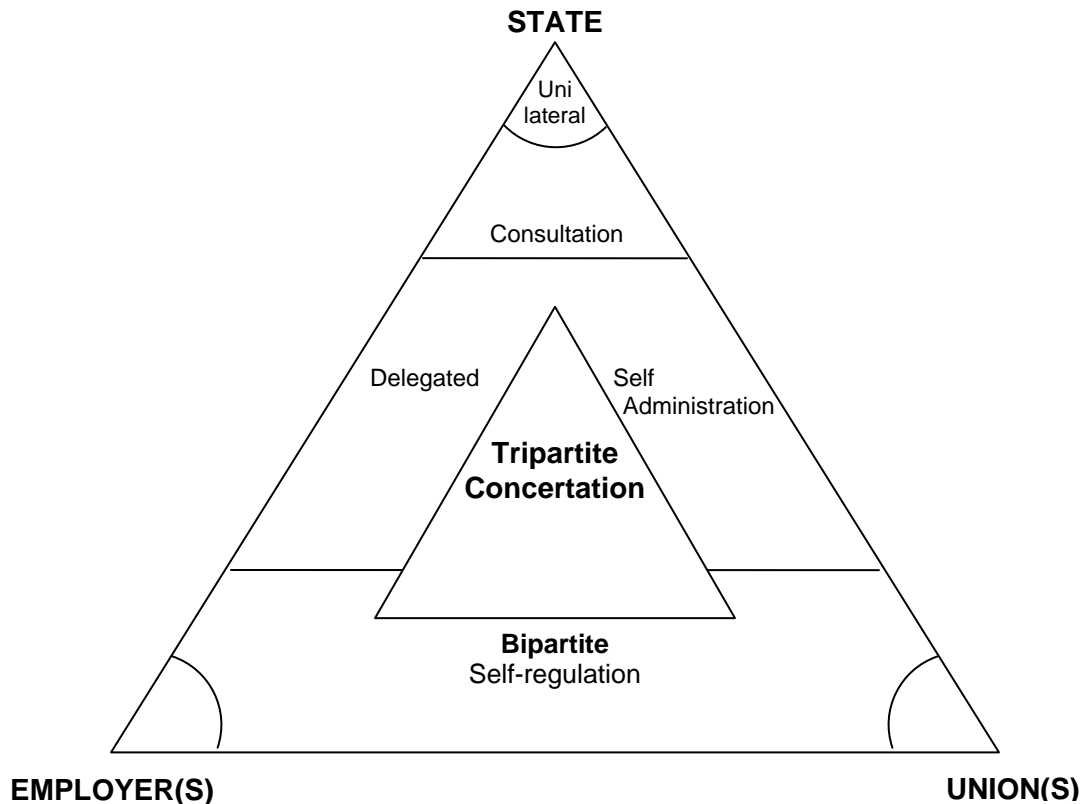 STATE
Uni
lateral
Consultation
Delegated
Self
Administration
Tripartite
Concertation
Bipartite
Self-regulation
EMPLOYER(S)
UNION(S)